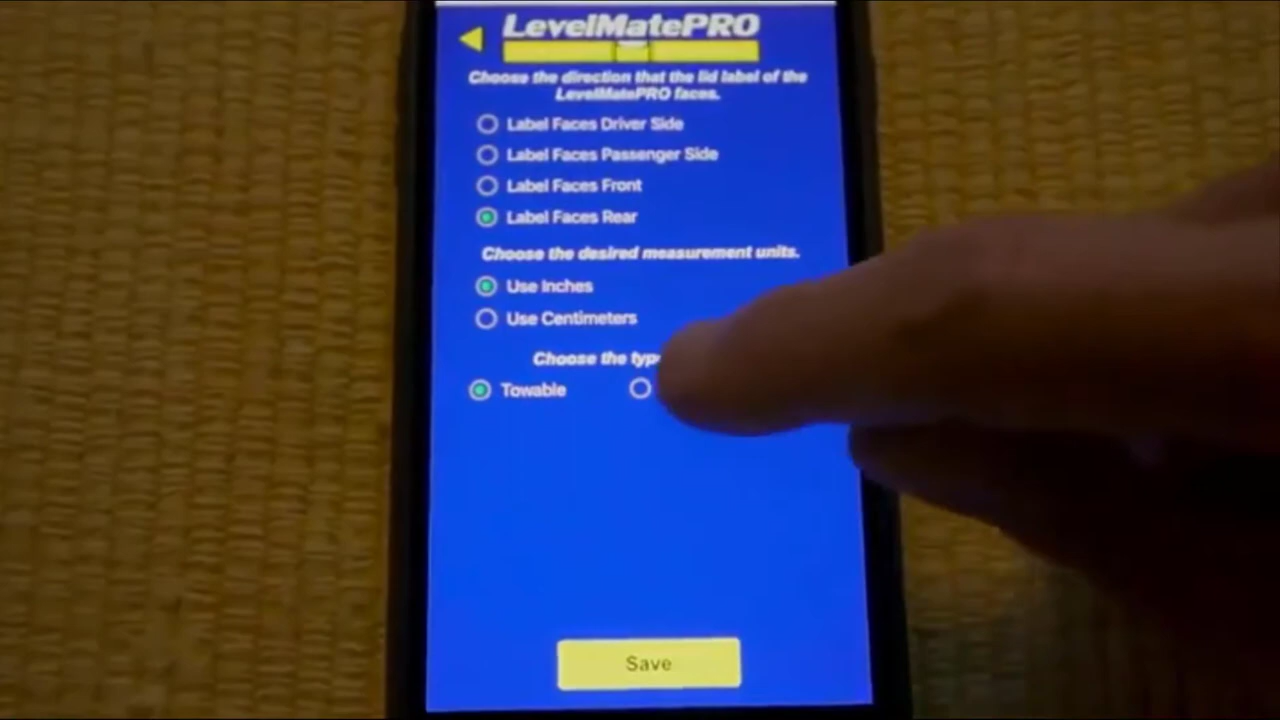 LevelMatePRO
Choose the direction that the lid label of the
LevelMatePRO faces.
Label Faces Driver Side
Label Faces Passenger Side
Label Faces Front
Label Faces Rear
Choose the desired measurement units.
Use Inches
Use Centimeters
Choose the typ
Towable
Save